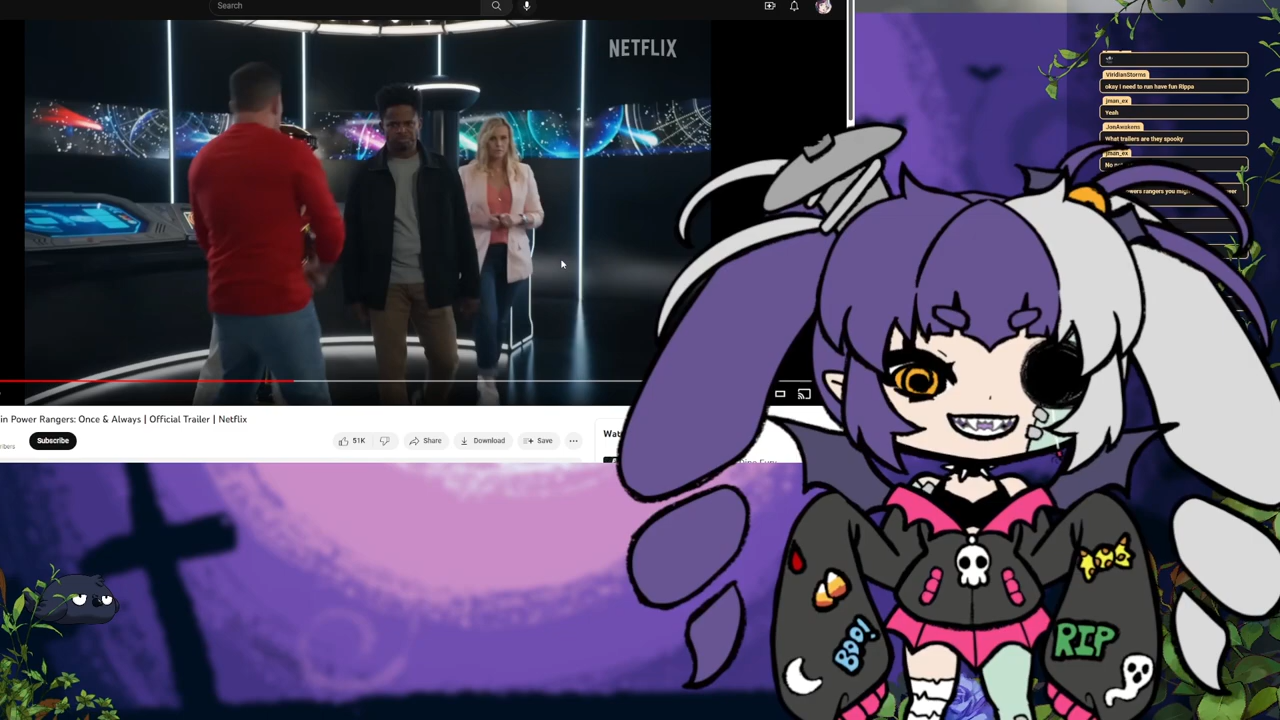 Search
NETFLIX
in Power Rangers: Once & Always | Official Trailer | Netflix
Subscribe
51K
Share
Download
Save
ViridianStorms
okay I need to run have fun Rippa
jman_ex
Yeah
JonAwakens
What trailers are they spooky
jman_ex
BOO!
RIP